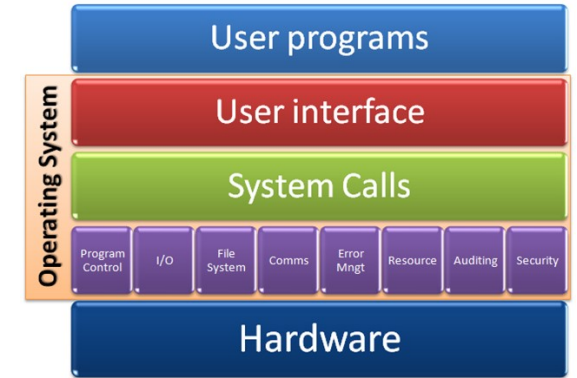 User programs
Operating System
User interface
System Calls
Program
Control
I/O
File
System
Comms
Error
Mngt
Resource
Auditing
Security
Hardware